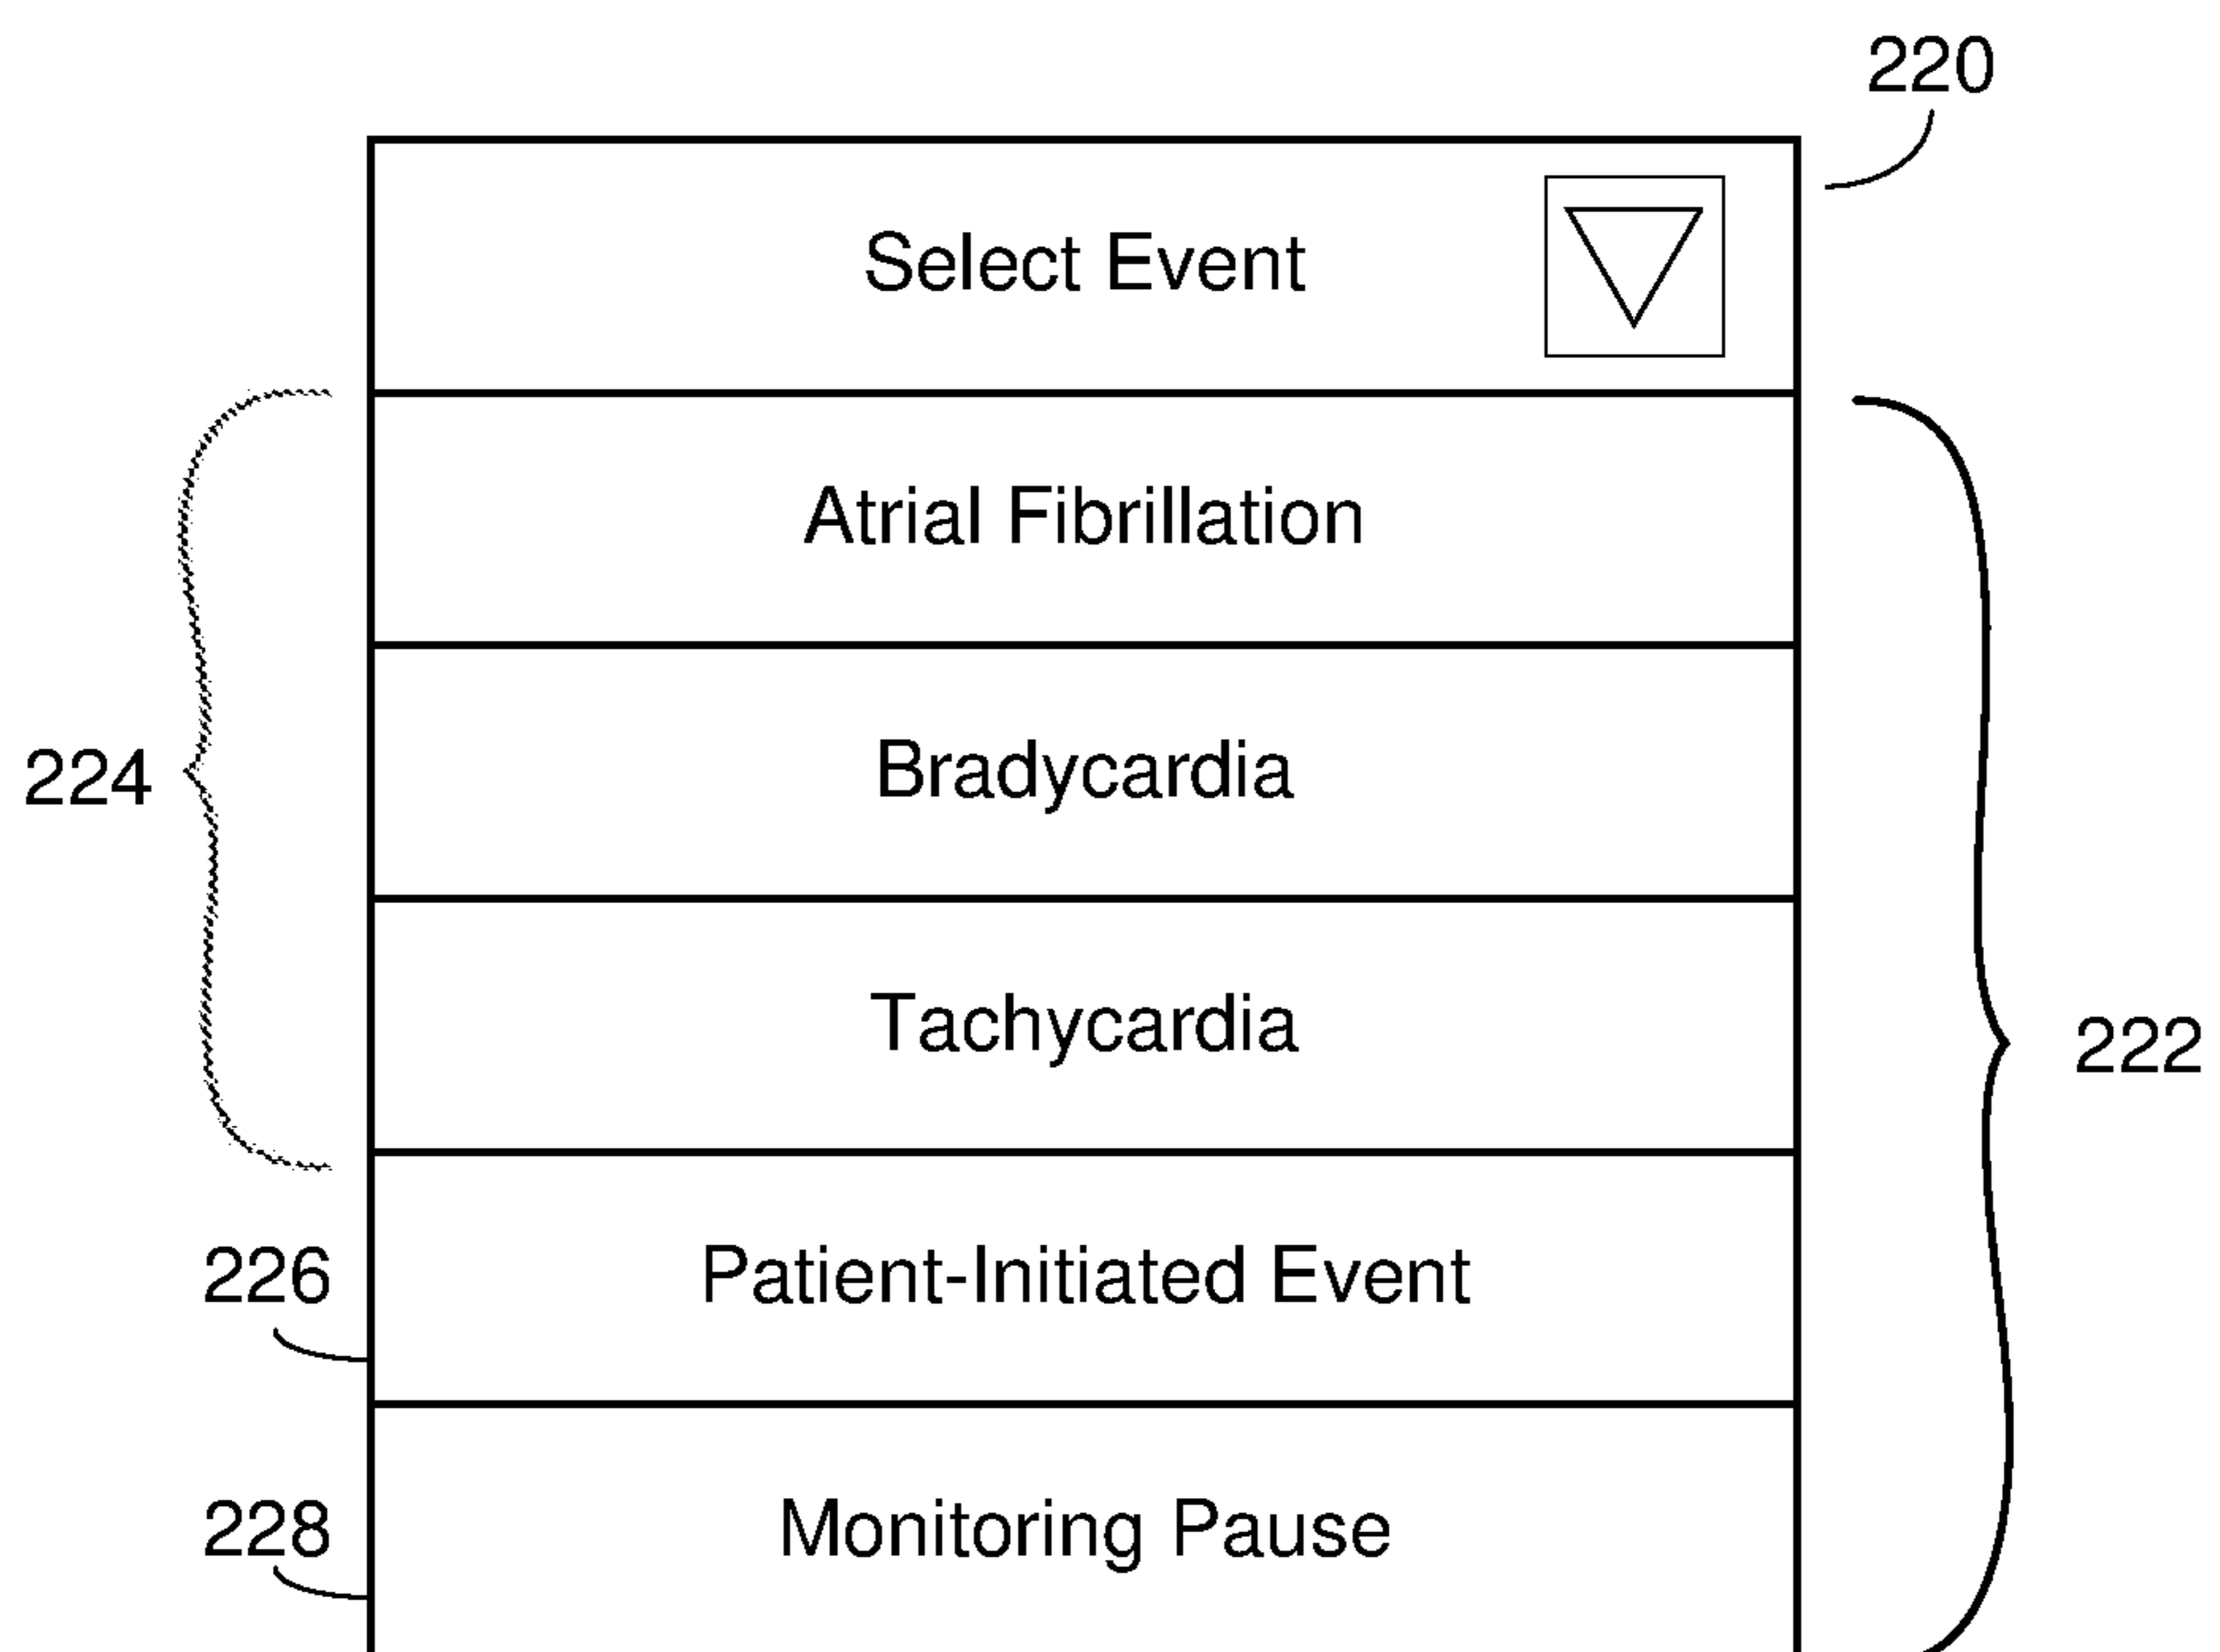 220
Select Event
Atrial Fibrillation
Bradycardia
224
Tachycardia
222
Patient-Initiated Event
226
Monitoring Pause
228